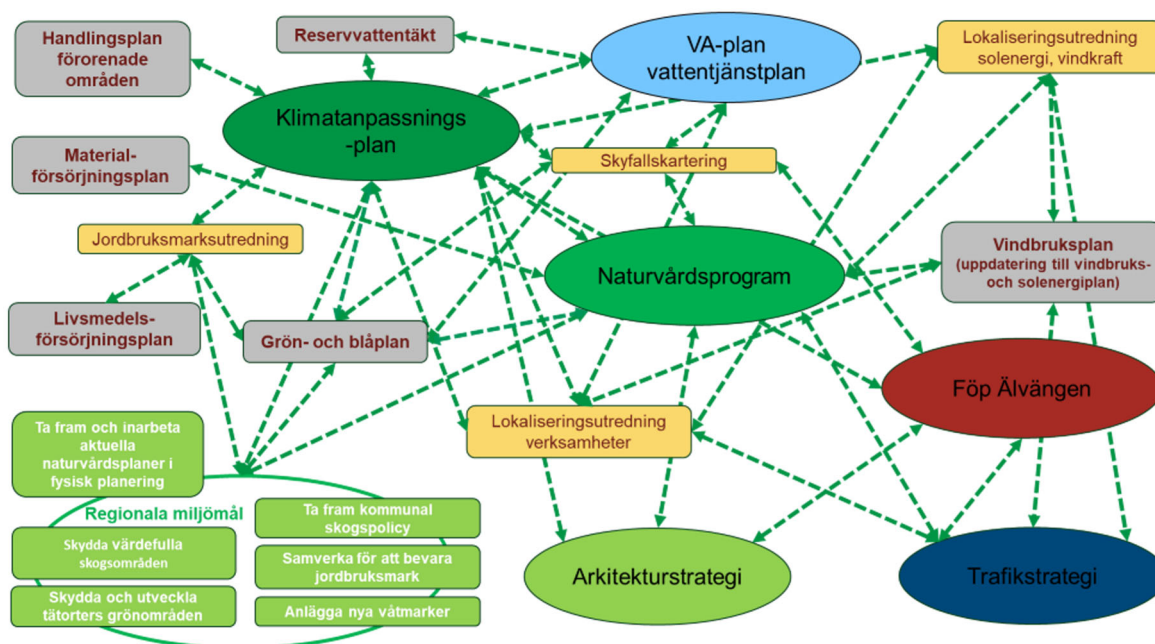 Handlingsplan
förorenade
områden
Reservvattentäkt
VA-plan
vattentjänstplan
Lokaliseringsutredning
solenergi, vindkraft
Klimatanpassnings
-plan
Material-
försörjningsplan
Skyfallskartering
Jordbruksmarksutredning
Naturvårdsprogram
Vindbruksplan
(uppdatering till vindbruks-
och solenergiplan)
Livsmedels-
försörjningsplan
Grön- och blåplan
Föp Älvängen
Lokaliseringsutredning
verksamheter
Ta fram och inarbeta
aktuella
naturvårdsplaner i
fysisk planering
Regionala miljömål
Ta fram kommunal
skogspolicy
Skydda värdefulla
skogsområden
Samverka för att bevara
jordbruksmark
Skydda och utveckla
tätorters grönområden
Anlägga nya våtmarker
Arkitekturstrategi
Trafikstrategi